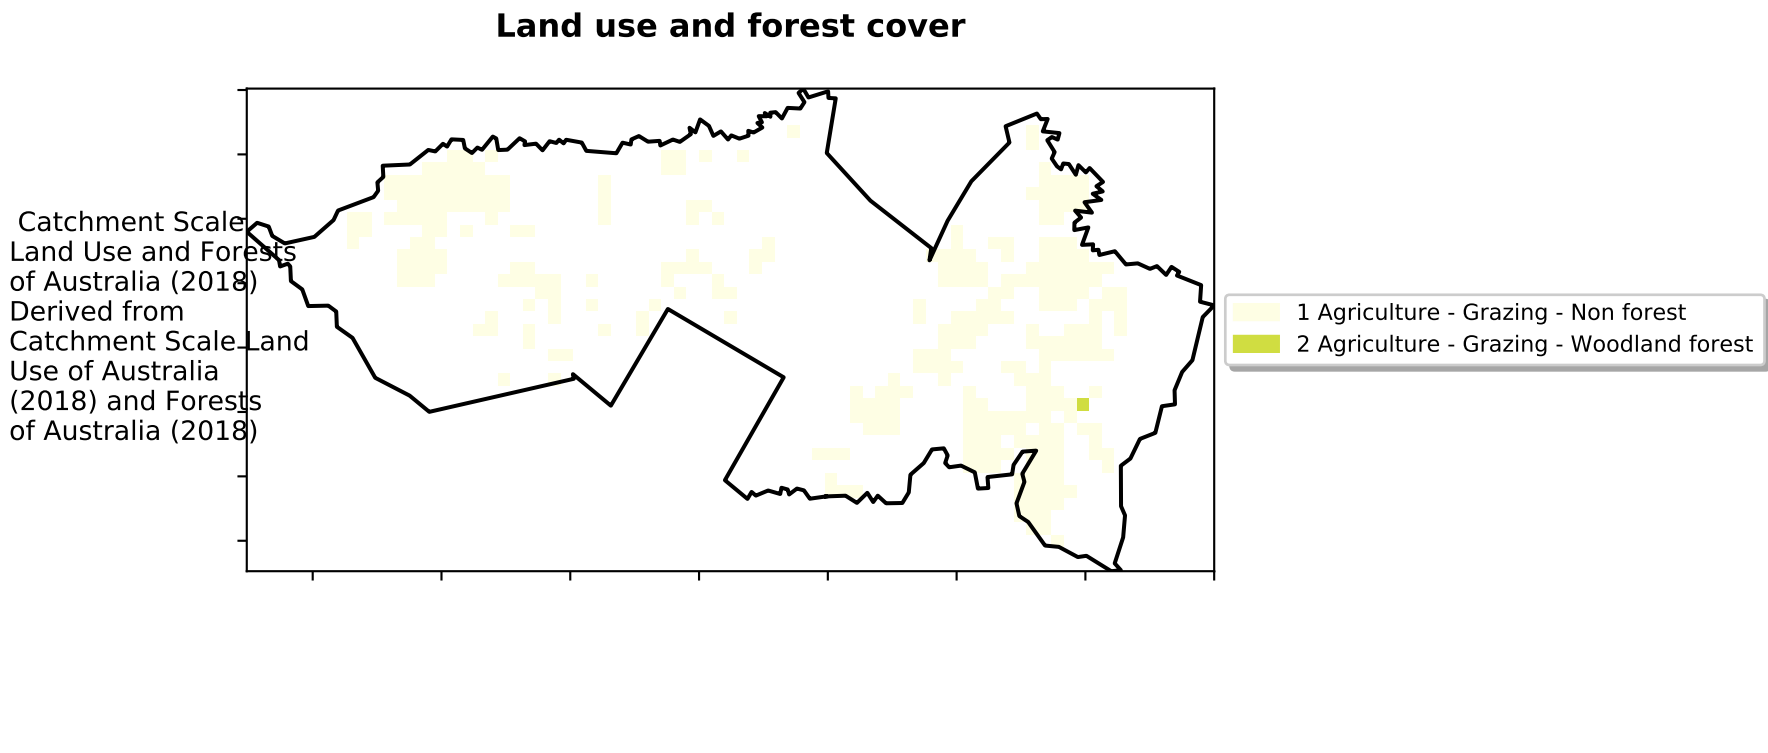 Land use and forest cover
Catchment Scale
Land Use and Forests
of Australia (2018)
Derived from
Catchment Scale Land
Use of Australia
(2018) and Forests
of Australia (2018)
1 Agriculture - Grazing - Non forest
2 Agriculture - Grazing - Woodland forest